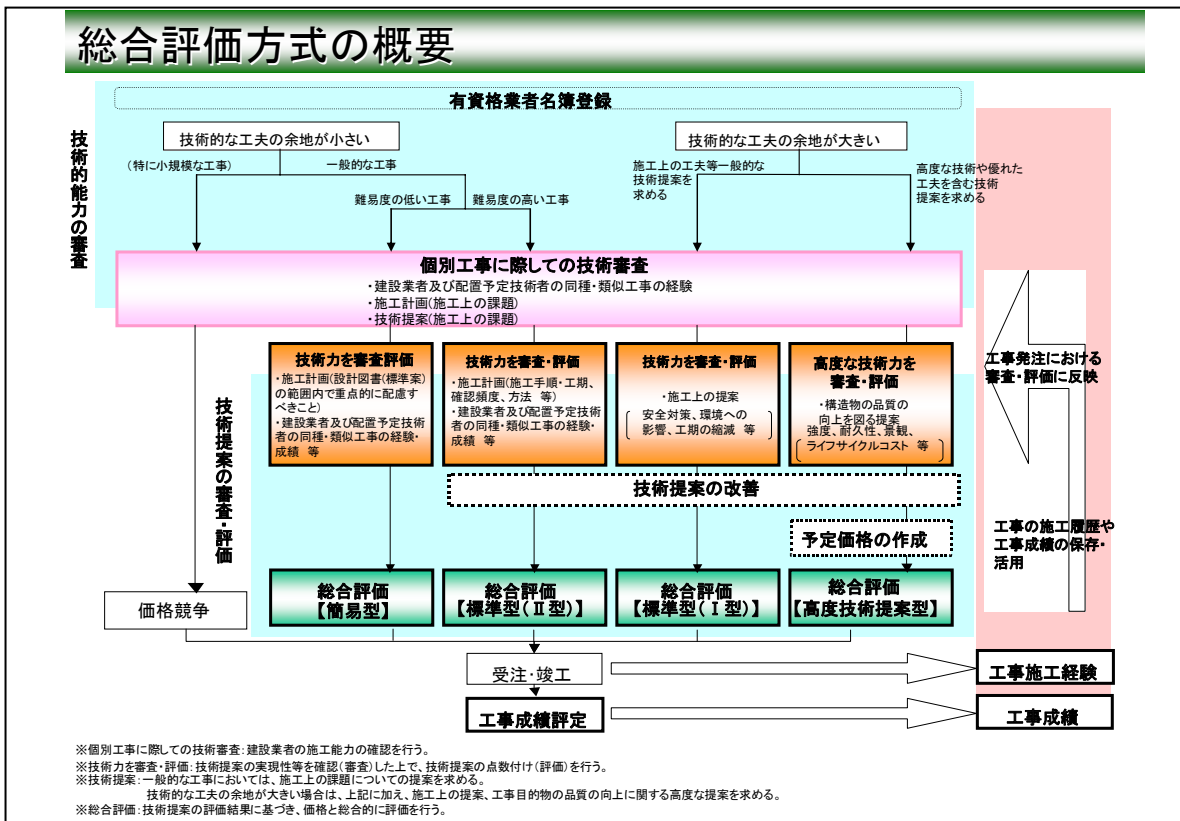 総合評価方式の概要
有資格業者名簿登録
技術的能力の審査
技術的な工夫の余地が小さい
技術的な工夫の余地が大きい
(特に小規模な工事)
一般的な工事
施工上の工夫等一般的な
技術提案を
求める
高度な技術や優れた
工夫を含む技術
提案を求める
難易度の低い工事
難易度の高い工事
個別工事に際しての技術審査
・建設業者及び配置予定技術者の同種・類似工事の経験
・施工計画(施工上の課題)
・技術提案(施工上の課題)
技術提案の審査・評価
技術力を審査評価
・施工計画(設計図書(標準案)
の範囲内で重点的に配慮す
べきこと)
・建設業者及び配置予定技術
者の同種・類似工事の経験・
成績 等
技術力を審査・評価
・施工計画(施工手順・工期、
確認頻度、方法 等)
・建設業者及び配置予定技術
者の同種・類似工事の経験・
成績 等
技術力を審査・評価
・施工上の提案
安全対策、環境への
影響、工期の縮減 等
高度な技術力を
審査・評価
・構造物の品質の
向上を図る提案
強度、耐久性、景観、
ライフサイクルコスト 等
工事発注における
審査・評価に反映
技術提案の改善
予定価格の作成
工事の施工履歴や
工事成績の保存・
活用
価格競争
総合評価
【簡易型】
総合評価
【標準型(Ⅱ型)】
総合評価
【標準型(Ⅰ型)】
総合評価
【高度技術提案型】
受注・竣工
工事施工経験
工事成績評定
工事成績
※個別工事に際しての技術審査：建設業者の施工能力の確認を行う。
※技術力を審査・評価：技術提案の実現性等を確認(審査)した上で、技術提案の点数付け(評価)を行う。
※技術提案：一般的な工事においては、施工上の課題についての提案を求める。
技術的な工夫の余地が大きい場合は、上記に加え、施工上の提案、工事目的物の品質の向上に関する高度な提案を求める。
※総合評価：技術提案の評価結果に基づき、価格と総合的に評価を行う。